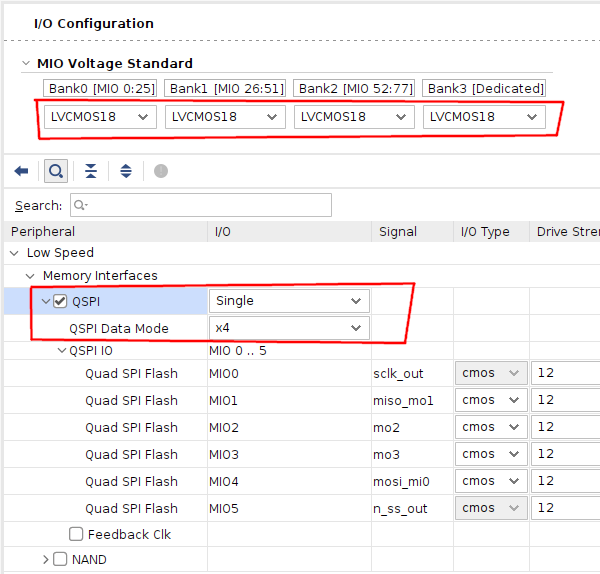 I/O Configuration
MIO Voltage Standard
Bank0 [MIO 0:25] Bank1 [MIO 26:51] Bank2 [MIO 52:77] Bank3 [Dedicated]
LVCMOS18 LVCMOS18 LVCMOS18 LVCMOS18
Search:
Peripheral I/O Signal I/O Type Drive Stren
Low Speed
Memory Interfaces
QSPI Single
QSPI Data Mode x4
QSPI IO MIO 0 .. 5
Quad SPI Flash MIO0 sclk_out cmos 12
Quad SPI Flash MIO1 miso_mo1 cmos 12
Quad SPI Flash MIO2 mo2 cmos 12
Quad SPI Flash MIO3 mo3 cmos 12
Quad SPI Flash MIO4 mosi_mi0 cmos 12
Quad SPI Flash MIO5 n_ss_out cmos 12
Feedback Clk
NAND